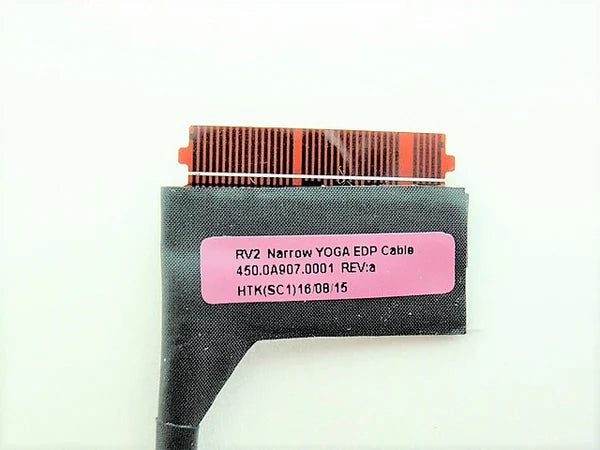 RV2 Narrow YOGA EDP Cable
450.0A907.0001 REV:a
HTK(SC1)16/08/15